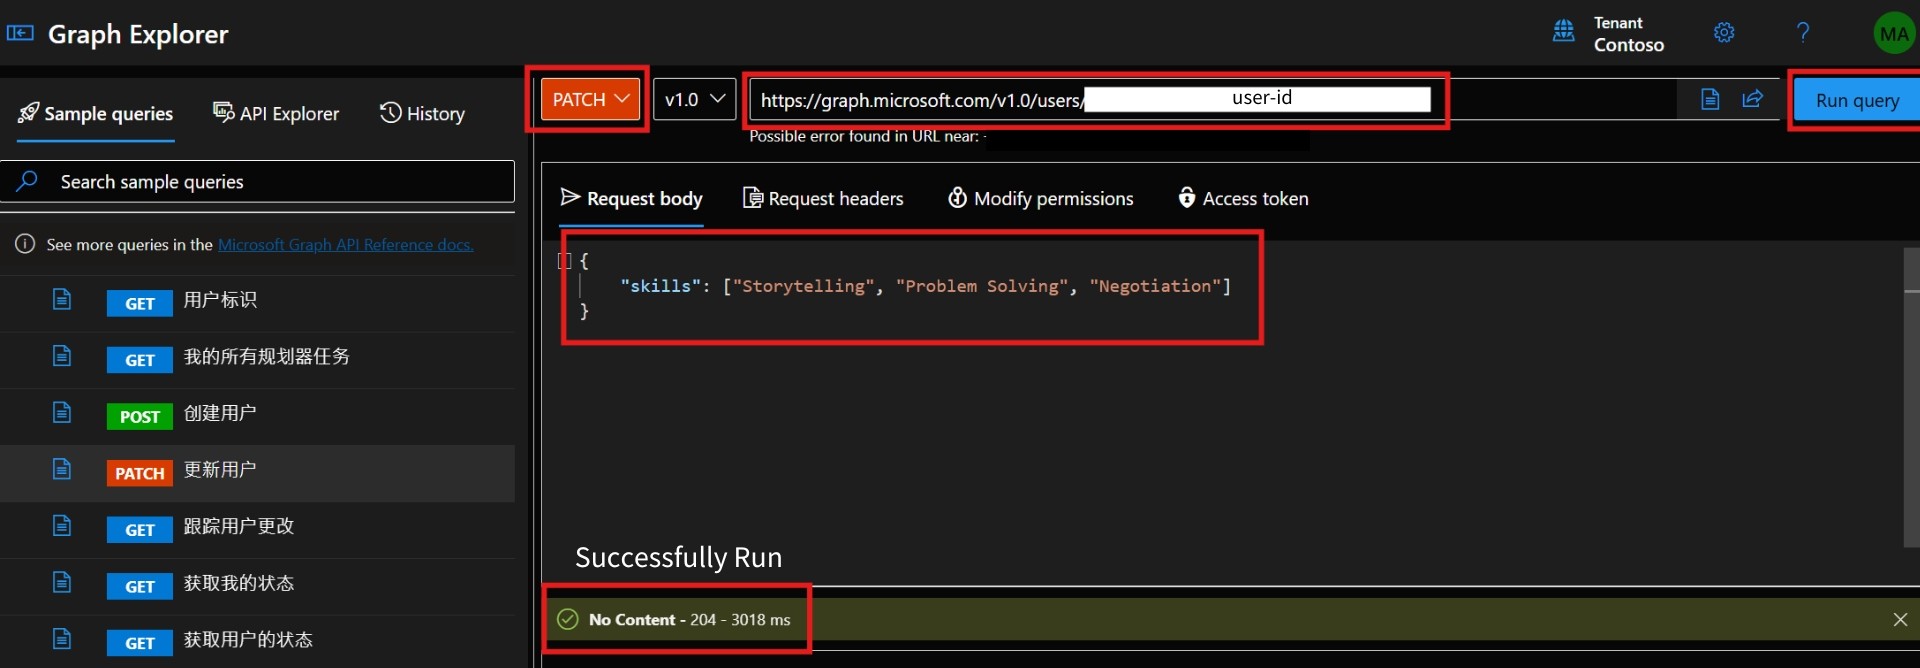 Graph Explorer
Tenant
Contoso
?
MA
Sample queries
API Explorer
History
PATCH
v1.0
https://graph.microsoft.com/v1.0/users/
user-id
Run query
Possible error found in URL near: -
Search sample queries
See more queries in the Microsoft Graph API Reference docs.
GET 用户标识
GET 我的所有规划器任务
POST 创建用户
PATCH 更新用户
GET 跟踪用户更改
GET 获取我的状态
GET 获取用户的状态
Request body
Request headers
Modify permissions
Access token
{
"skills": ["Storytelling", "Problem Solving", "Negotiation"]
}
Successfully Run
No Content - 204 - 3018 ms